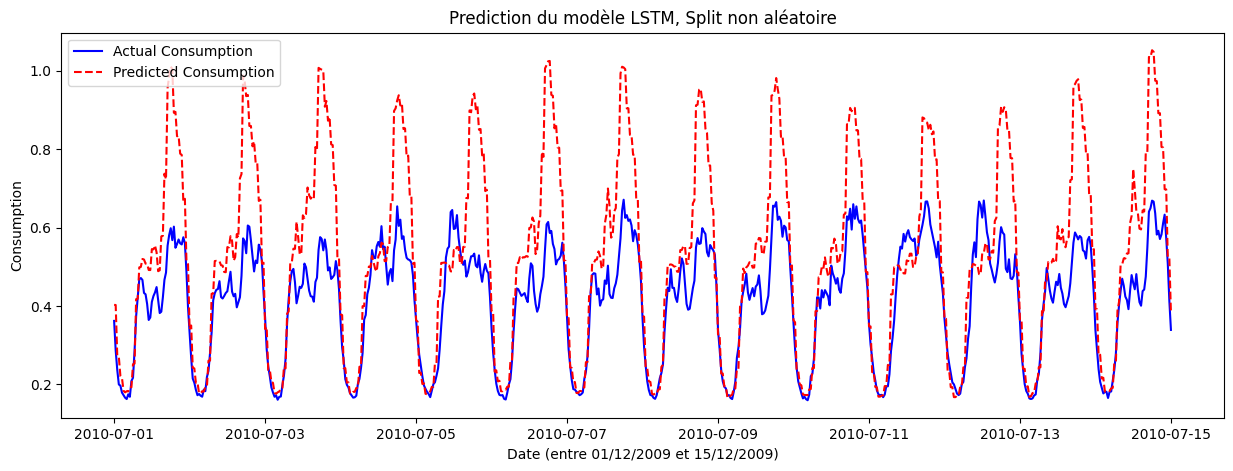 Prediction du modèle LSTM, Split non aléatoire
Actual Consumption
Predicted Consumption
Consumption
1.0
0.8
0.6
0.4
0.2
2010-07-01 2010-07-03 2010-07-05 2010-07-07 2010-07-09 2010-07-11 2010-07-13 2010-07-15
Date (entre 01/12/2009 et 15/12/2009)